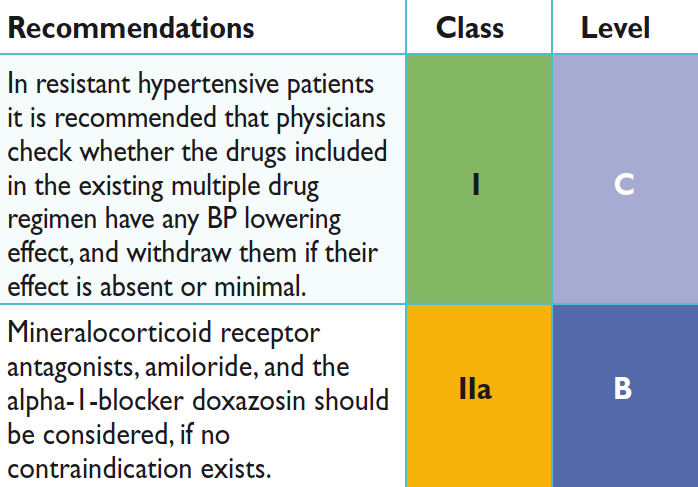 Recommendations Class Level
In resistant hypertensive patients
it is recommended that physicians
check whether the drugs included
in the existing multiple drug
regimen have any BP lowering
effect, and withdraw them if their
effect is absent or minimal.
I C
Mineralocorticoid receptor
antagonists, amiloride, and the
alpha-1-blocker doxazosin should
be considered, if no
contraindication exists.
IIa B